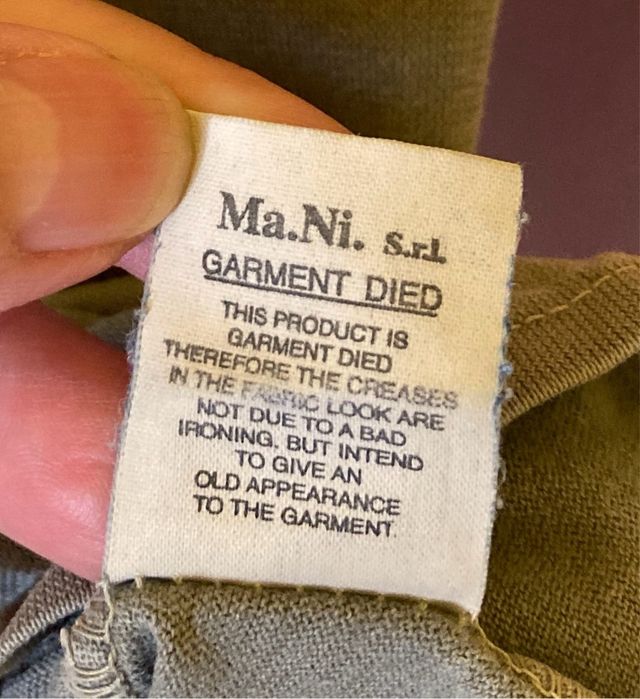 Ma.Ni. S.r.l.
GARMENT DIED
THIS PRODUCT IS
GARMENT DIED
THEREFORE THE CREASES
IN THE FABRIC LOOK ARE
NOT DUE TO A BAD
IRONING. BUT INTEND
TO GIVE AN
OLD APPEARANCE
TO THE GARMENT.